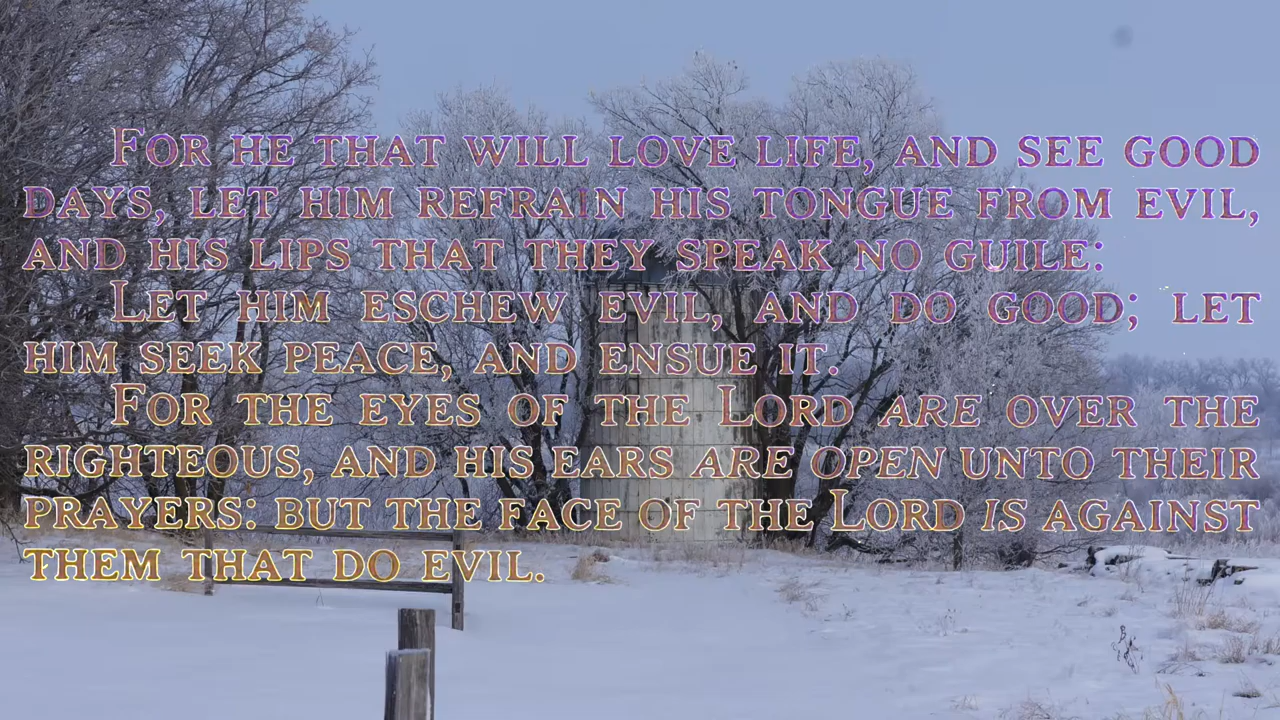 For he that will love life, and see good
days, let him refrain his tongue from evil,
and his lips that they speak no guile:
Let him eschew evil, and do good; let
him seek peace, and ensue it.
For the eyes of the Lord are over the
righteous, and his ears are open unto their
prayers: but the face of the Lord is against
them that do evil.